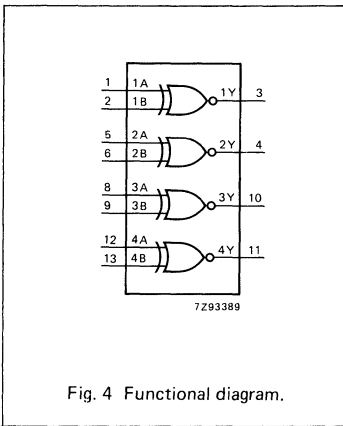 1 1A 1Y 3
2 1B
5 2A 2Y 4
6 2B
8 3A 3Y 10
9 3B
12 4A 4Y 11
13 4B
7Z93389
Fig. 4 Functional diagram.